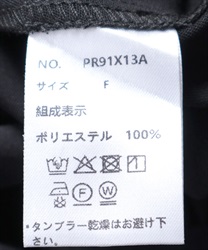 NO. PR91X13A
サイズ F
組成表示
ポリエステル 100%
F W
*タンブラー乾燥はお避け下さい。